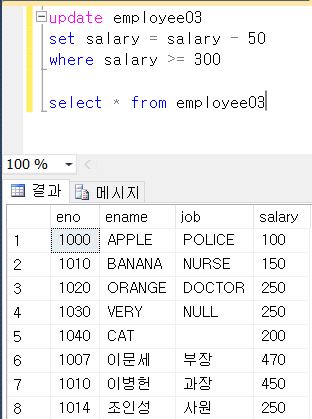 update employee03
set salary = salary - 50
where salary >= 300
select * from employee03
100 %
결과 메시지
eno ename job salary
1 1000 APPLE POLICE 100
2 1010 BANANA NURSE 150
3 1020 ORANGE DOCTOR 250
4 1030 VERY NULL 250
5 1040 CAT 200
6 1007 이문세 부장 470
7 1010 이병헌 과장 450
8 1014 조인성 사원 250